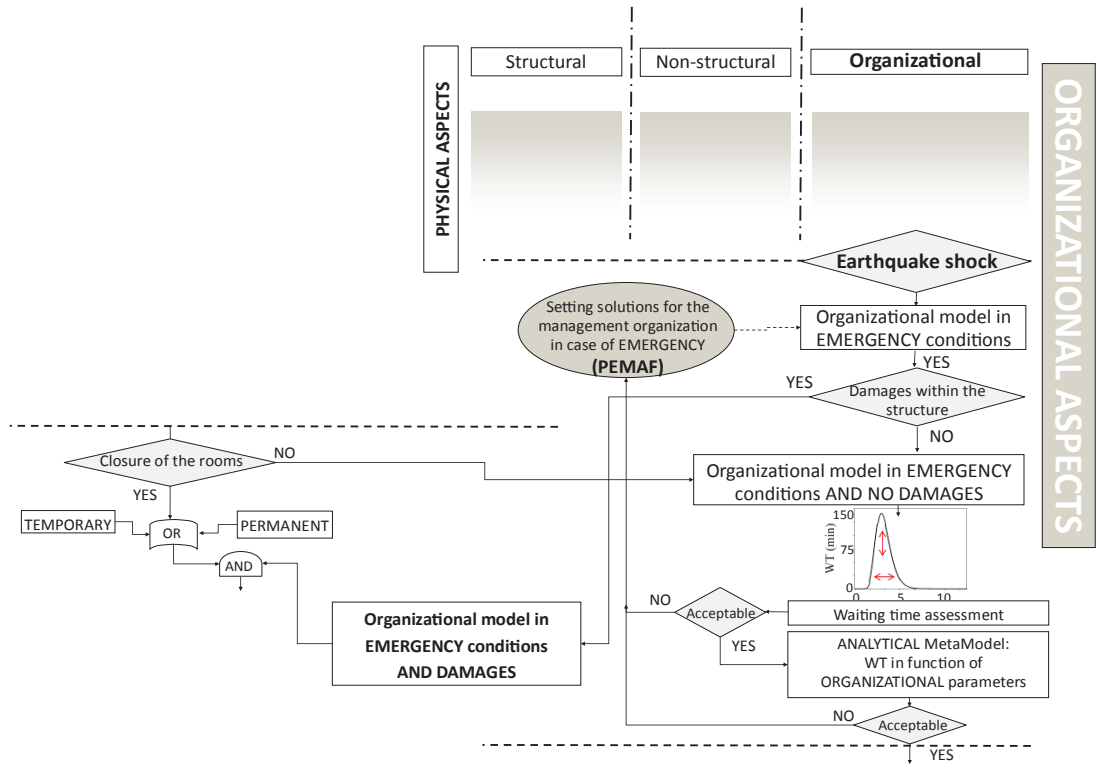 PHYSICAL ASPECTS
Structural
Non-structural
Organizational
ORGANIZATIONAL ASPECTS
Earthquake shock
Setting solutions for the
management organization
in case of EMERGENCY
(PEMAF)
Organizational model in
EMERGENCY conditions
YES
YES
Damages within the
structure
NO
Closure of the rooms
NO
YES
Organizational model in EMERGENCY
conditions AND NO DAMAGES
TEMPORARY
OR
PERMANENT
AND
WT (min)
150
75
0
0
5
10
NO
Acceptable
Waiting time assessment
YES
Organizational model in
EMERGENCY conditions
AND DAMAGES
ANALYTICAL MetaModel:
WT in function of
ORGANIZATIONAL parameters
NO
Acceptable
YES